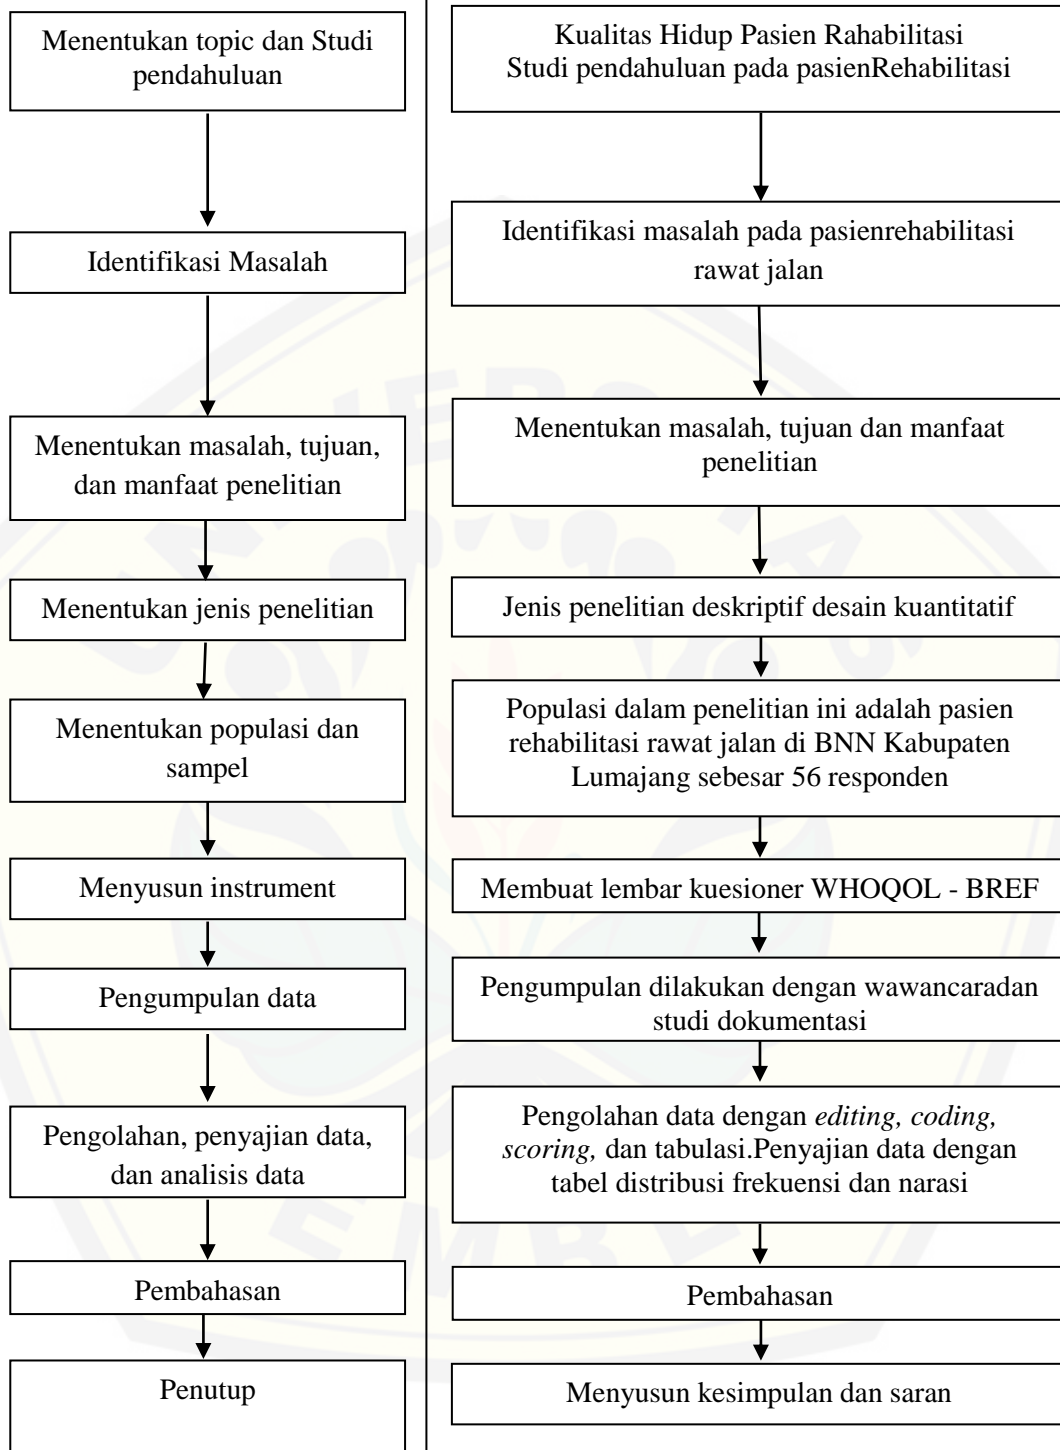 Menentukan topic dan Studi
pendahuluan
Identifikasi Masalah
Menentukan masalah, tujuan,
dan manfaat penelitian
Menentukan jenis penelitian
Menentukan populasi dan
sampel
Menyusun instrument
Pengumpulan data
Pengolahan, penyajian data,
dan analisis data
Pembahasan
Penutup
Kualitas Hidup Pasien Rahabilitasi
Studi pendahuluan pada pasienRehabilitasi
Identifikasi masalah pada pasienrehabilitasi
rawat jalan
Menentukan masalah, tujuan dan manfaat
penelitian
Jenis penelitian deskriptif desain kuantitatif
Populasi dalam penelitian ini adalah pasien
rehabilitasi rawat jalan di BNN Kabupaten
Lumajang sebesar 56 responden
Membuat lembar kuesioner WHOQOL - BREF
Pengumpulan dilakukan dengan wawancaradan
studi dokumentasi
Pengolahan data dengan editing, coding,
scoring, dan tabulasi.Penyajian data dengan
tabel distribusi frekuensi dan narasi
Pembahasan
Menyusun kesimpulan dan saran